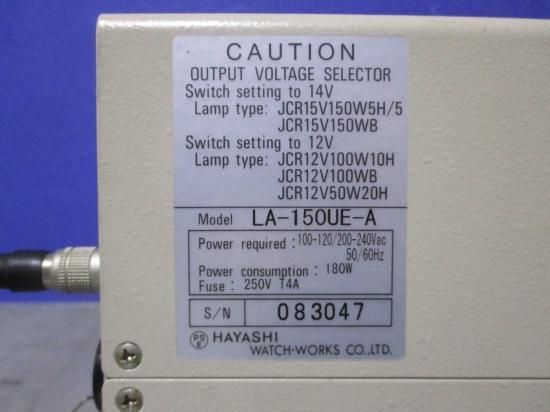 CAUTION
OUTPUT VOLTAGE SELECTOR
Switch setting to 14V
Lamp type: JCR15V150W5H/5
JCR15V150WB
Switch setting to 12V
Lamp type: JCR12V100W10H
JCR12V100WB
JCR12V50W20H
Model LA-150UE-A
Power required : 100-120/200-240Vac
50/60Hz
Power consumption : 180W
Fuse : 250V T4A
S/N 083047
PS
E HAYASHI
WATCH-WORKS CO.,LTD.